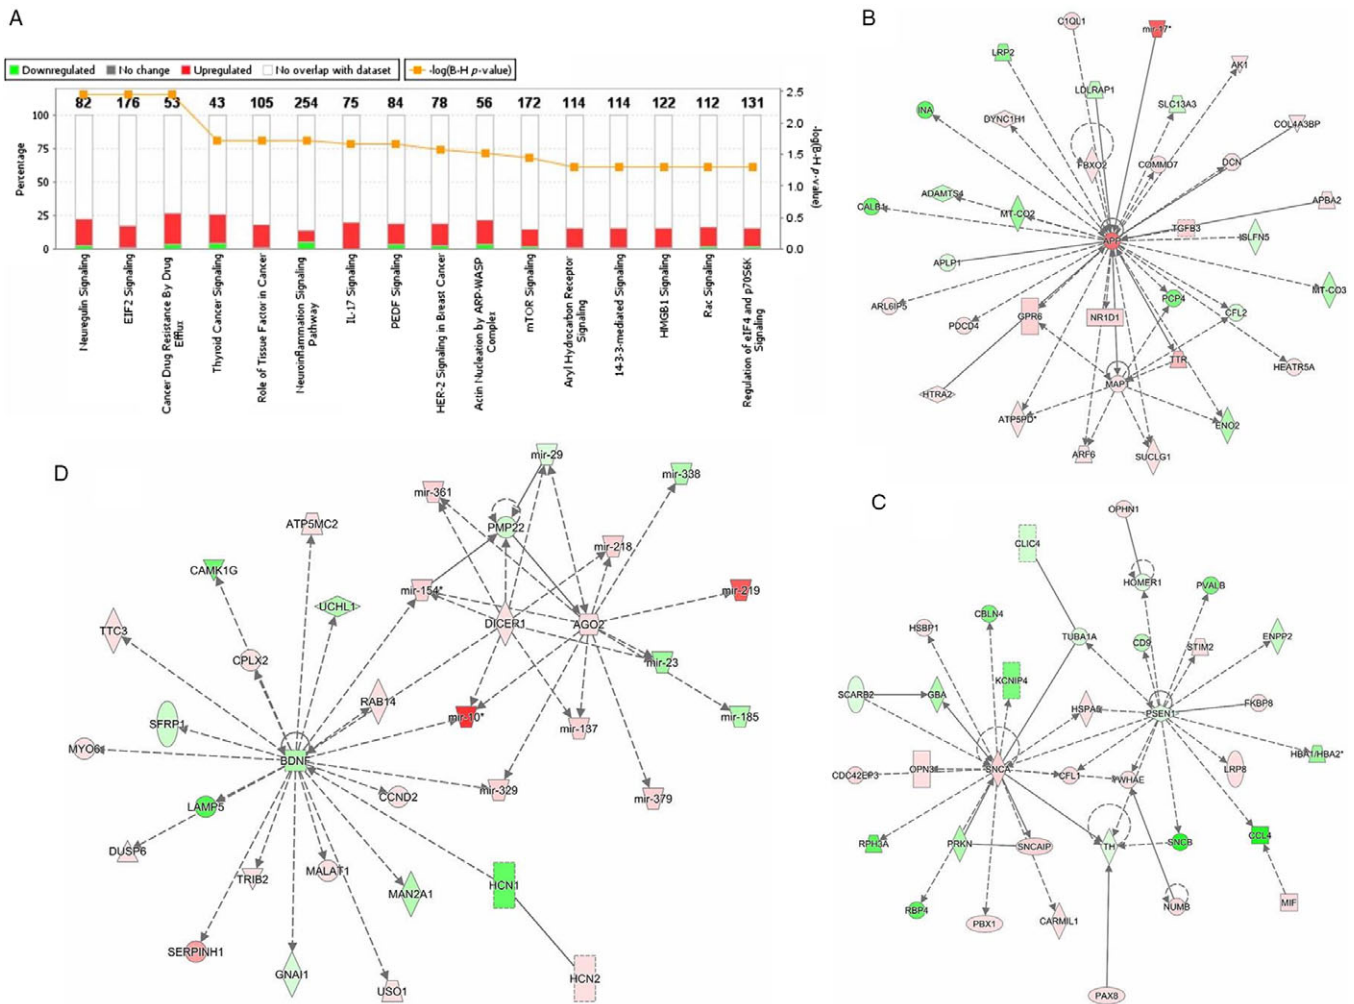 A
Downregulated No change Upregulated No overlap with dataset -log(B-H p-value)
82 176 53 43 105 254 75 84 78 56 172 114 114 122 112 131
100
75
50
25
0
Percentage
2.5
2.0
1.5
1.0
0.5
0.0
-log(B-H p-value)
Neuregulin Signaling
EIF2 Signaling
Cancer Drug Resistance By Drug
Efflux
Thyroid Cancer Signaling
Role of Tissue Factor in Cancer
Neuroinflammation Signaling
Pathway
IL-17 Signaling
PEDF Signaling
HER-2 Signaling in Breast Cancer
Actin Nucleation by ARP-WASP
Complex
mTOR Signaling
Aryl Hydrocarbon Receptor
Signaling
14-3-3-mediated Signaling
HMGB1 Signaling
Rac Signaling
Regulation of eIF4 and p70S6K
Signaling
B
C1QL1
mir-17*
LRP2
AK1
LDLRAP1
SLC13A3
INA
DYNC1H1
COL4A3BP
FBXO2
COMMD7
DCN
ADAMTS4
CALB1
MT-CO2
APBA2
TGFB3
APP
APLP1
MT-CO3
ARL6IP5
PCP4
PDCD4
GPR6
NR1D1
CFL2
TTR
HEATR5A
MAPT
HTRA2
ATP5PD*
ENO2
ARF6
SUCLG1
D
mir-29
mir-338
mir-361
PMP22
ATP5MC2
mir-218
CAMK1G
mir-154*
mir-219
UCHL1
DICER1
AGO2
TTC3
CPLX2
mir-23
RAB14
SFRP1
mir-10*
mir-137
mir-185
MYO6
BDNF
mir-329
mir-379
CCND2
LAMP5
DUSP6
TRIB2
MALAT1
MAN2A1
HCN1
SERPINH1
GNAI1
USO1
HCN2
C
OPHN1
CLIC4
HOMER1
PVALB
CBLN4
HSBP1
TUBA1A
CD9
STIM2
ENPP2
KCNIP4
SCARB2
GBA
HSPA5
PSEN1
FKBP8
HBA1/HBA2*
CDC42EP3
SNCA
CFL1
YWHAE
LRP8
RPH3A
PRKN
SNCAIP
TH
SNCB
CCL4
RBP4
PBX1
CARMIL1
NUMB
MIF
PAX8